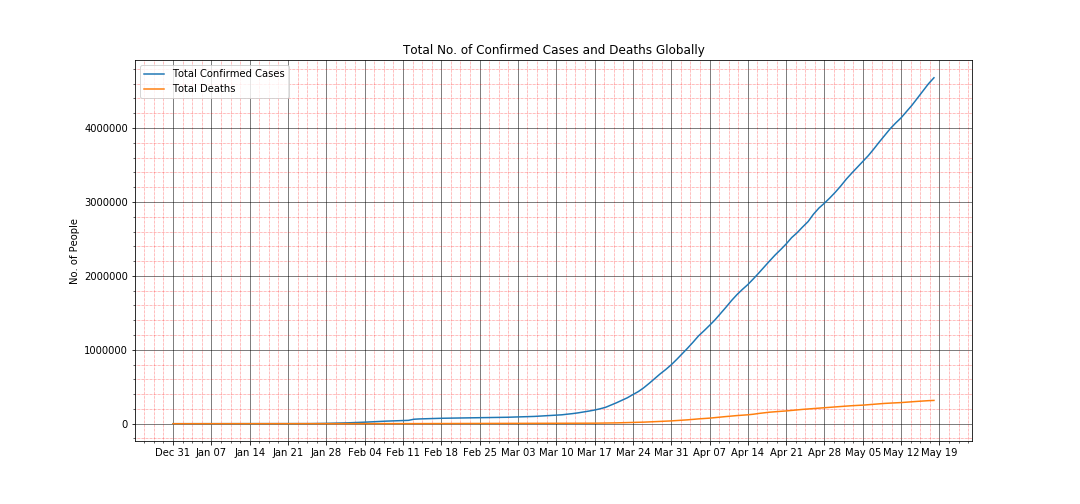 Total No. of Confirmed Cases and Deaths Globally
Total Confirmed Cases
Total Deaths
No. of People
4000000
3000000
2000000
1000000
0
Dec 31 Jan 07 Jan 14 Jan 21 Jan 28 Feb 04 Feb 11 Feb 18 Feb 25 Mar 03 Mar 10 Mar 17 Mar 24 Mar 31 Apr 07 Apr 14 Apr 21 Apr 28 May 05 May 12 May 19